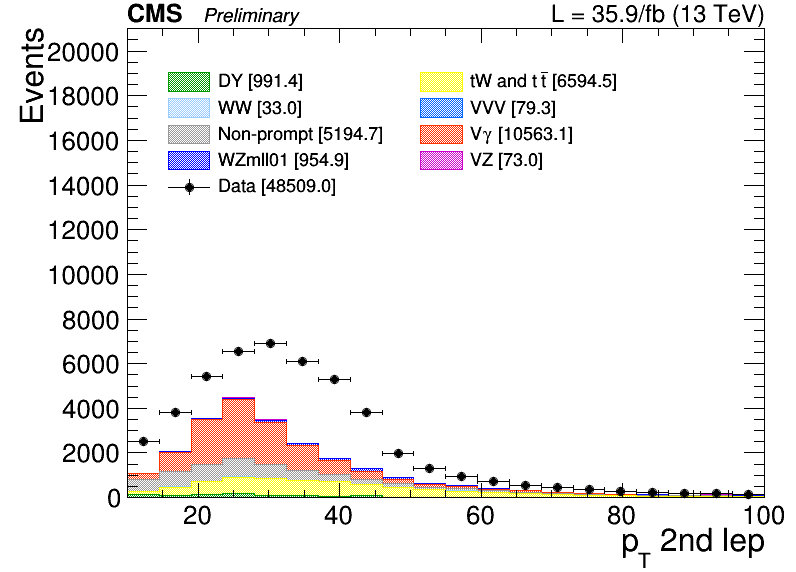 CMS Preliminary L = 35.9/fb (13 TeV)
Events
20000
18000
16000
14000
12000
10000
8000
6000
4000
2000
0
DY [991.4]
WW [33.0]
Non-prompt [5194.7]
WZmll01 [954.9]
Data [48509.0]
tW and t t̄ [6594.5]
VVV [79.3]
Vγ [10563.1]
VZ [73.0]
20 40 60 80 100
p_T 2nd lep